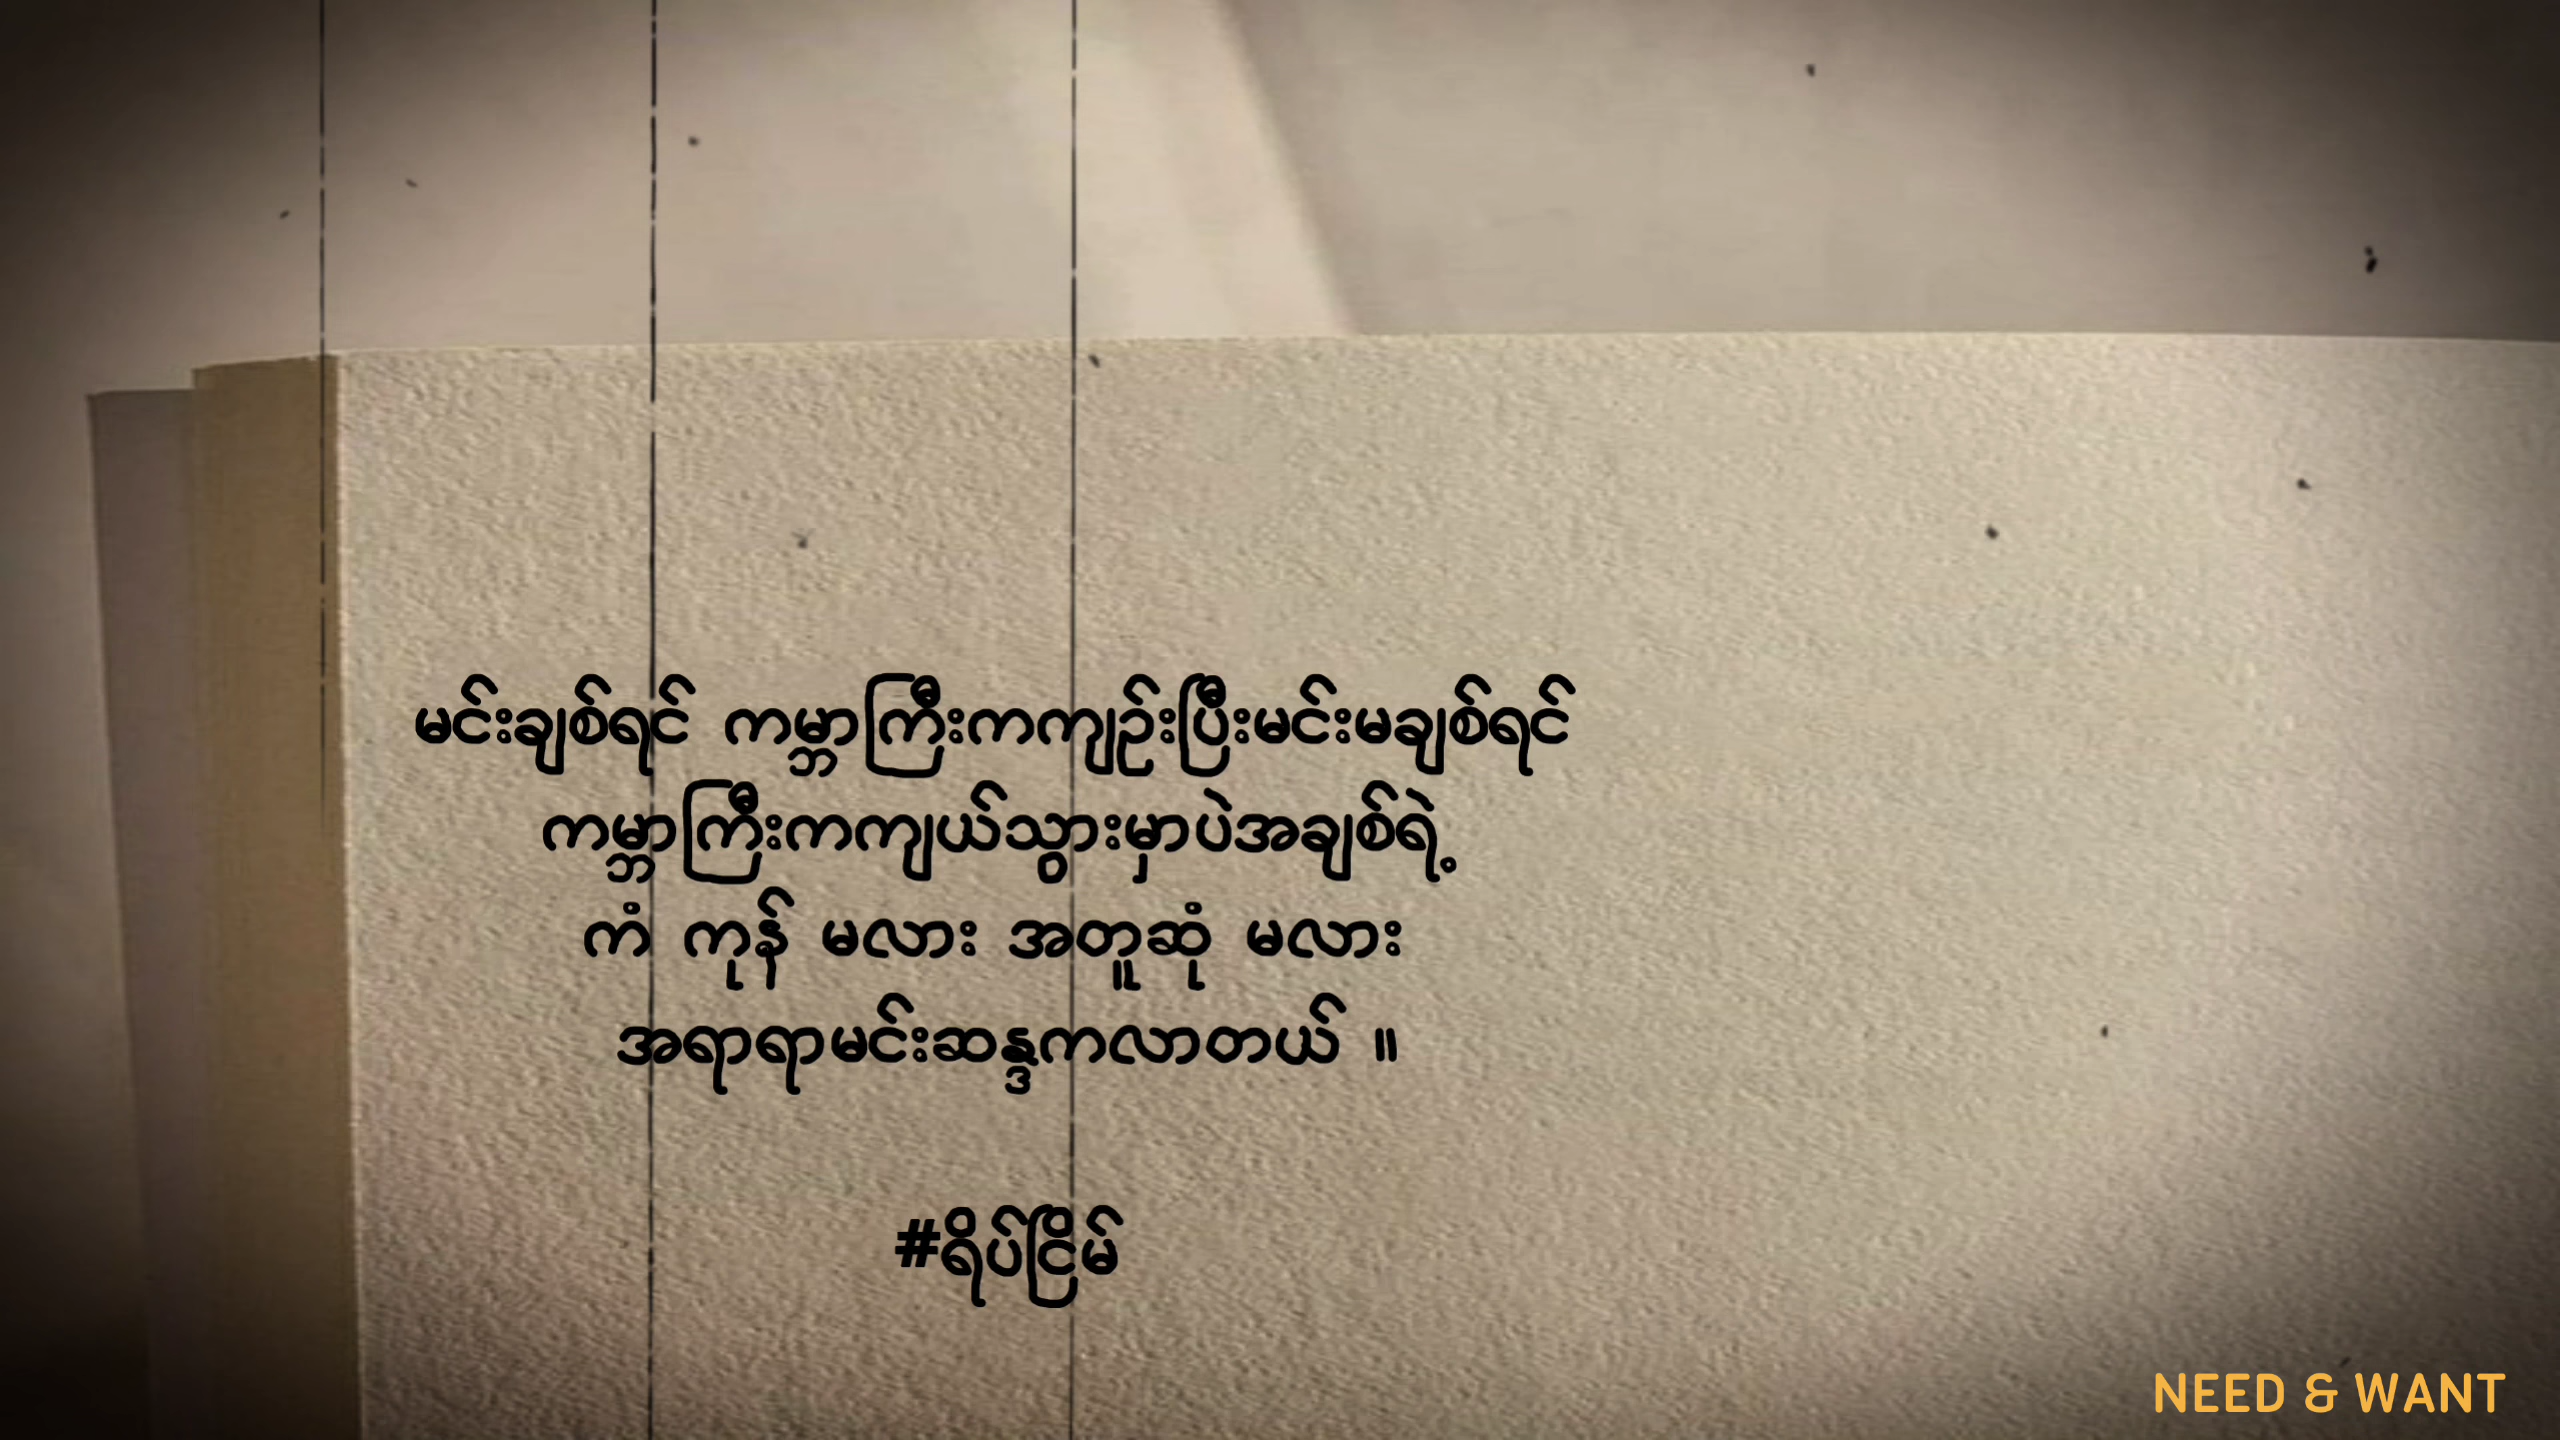 မင်းချစ်ရင် ကမ္ဘာကြီးကကျဉ်းပြီးမင်းမချစ်ရင်
ကမ္ဘာကြီးကကျယ်သွားမှာပဲအချစ်ရဲ့
ကံ ကုန် မလား အတူဆုံ မလား
အရာရာမင်းဆန္ဒကလာတယ် ။
#ရိပ်ငြိမ်
NEED & WANT